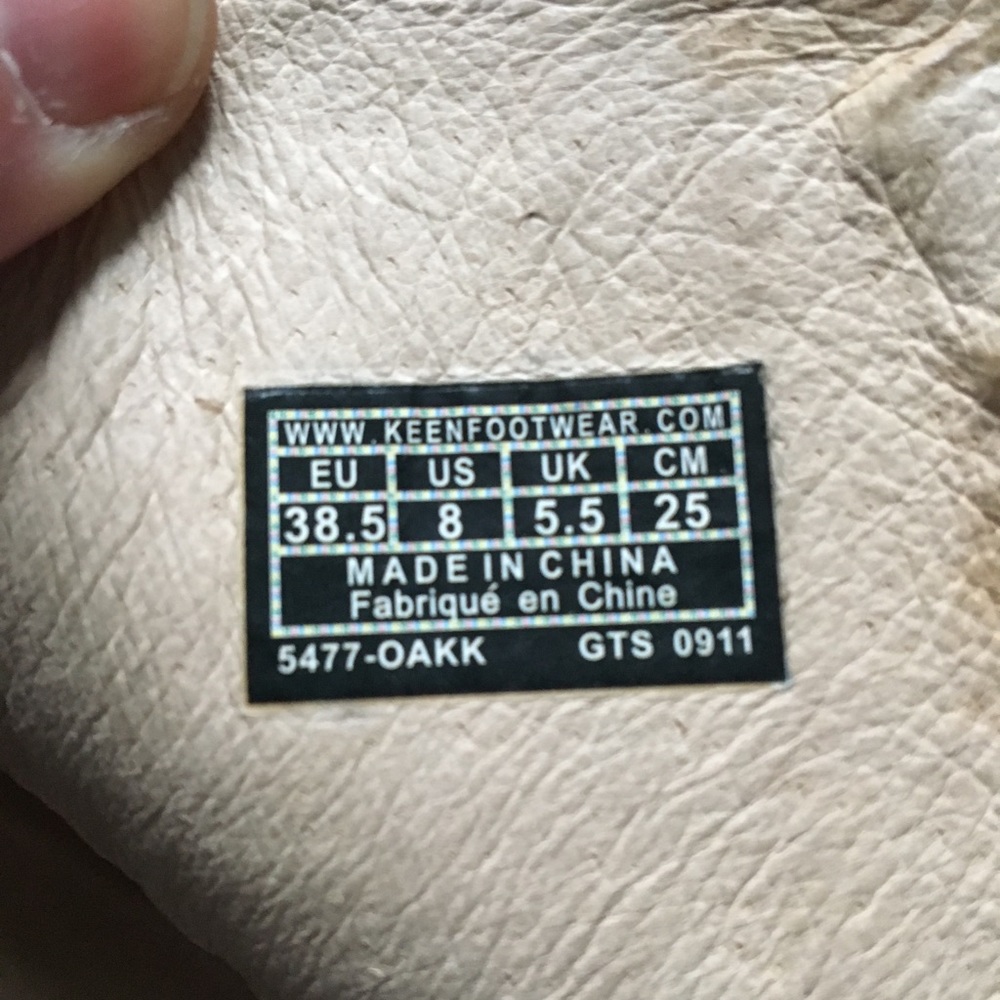 WWW.KEENFOOTWEAR.COM
EU US UK CM
38.5 8 5.5 25
MADE IN CHINA
Fabriqué en Chine
5477-OAKK GTS 0911